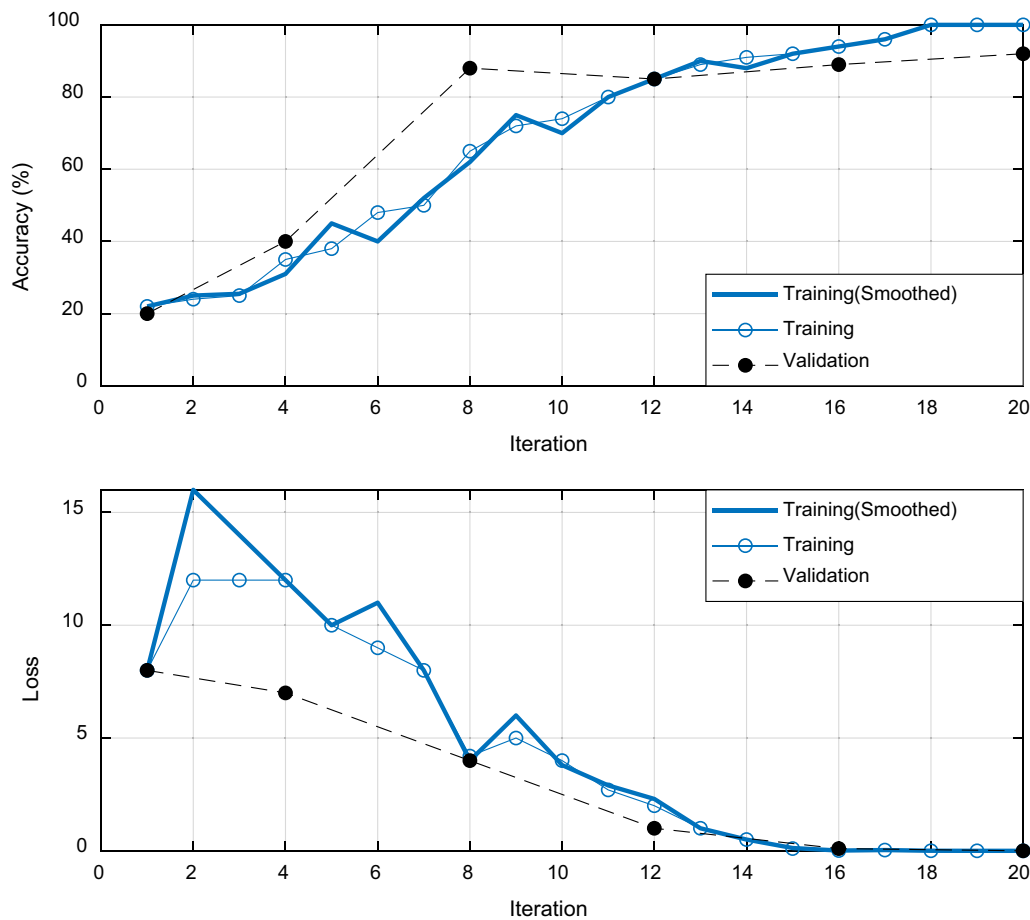 100
80
60
40
20
0
Accuracy (%)
Training(Smoothed)
Training
Validation
0 2 4 6 8 10 12 14 16 18 20
Iteration
15
10
5
0
Loss
Training(Smoothed)
Training
Validation
0 2 4 6 8 10 12 14 16 18 20
Iteration